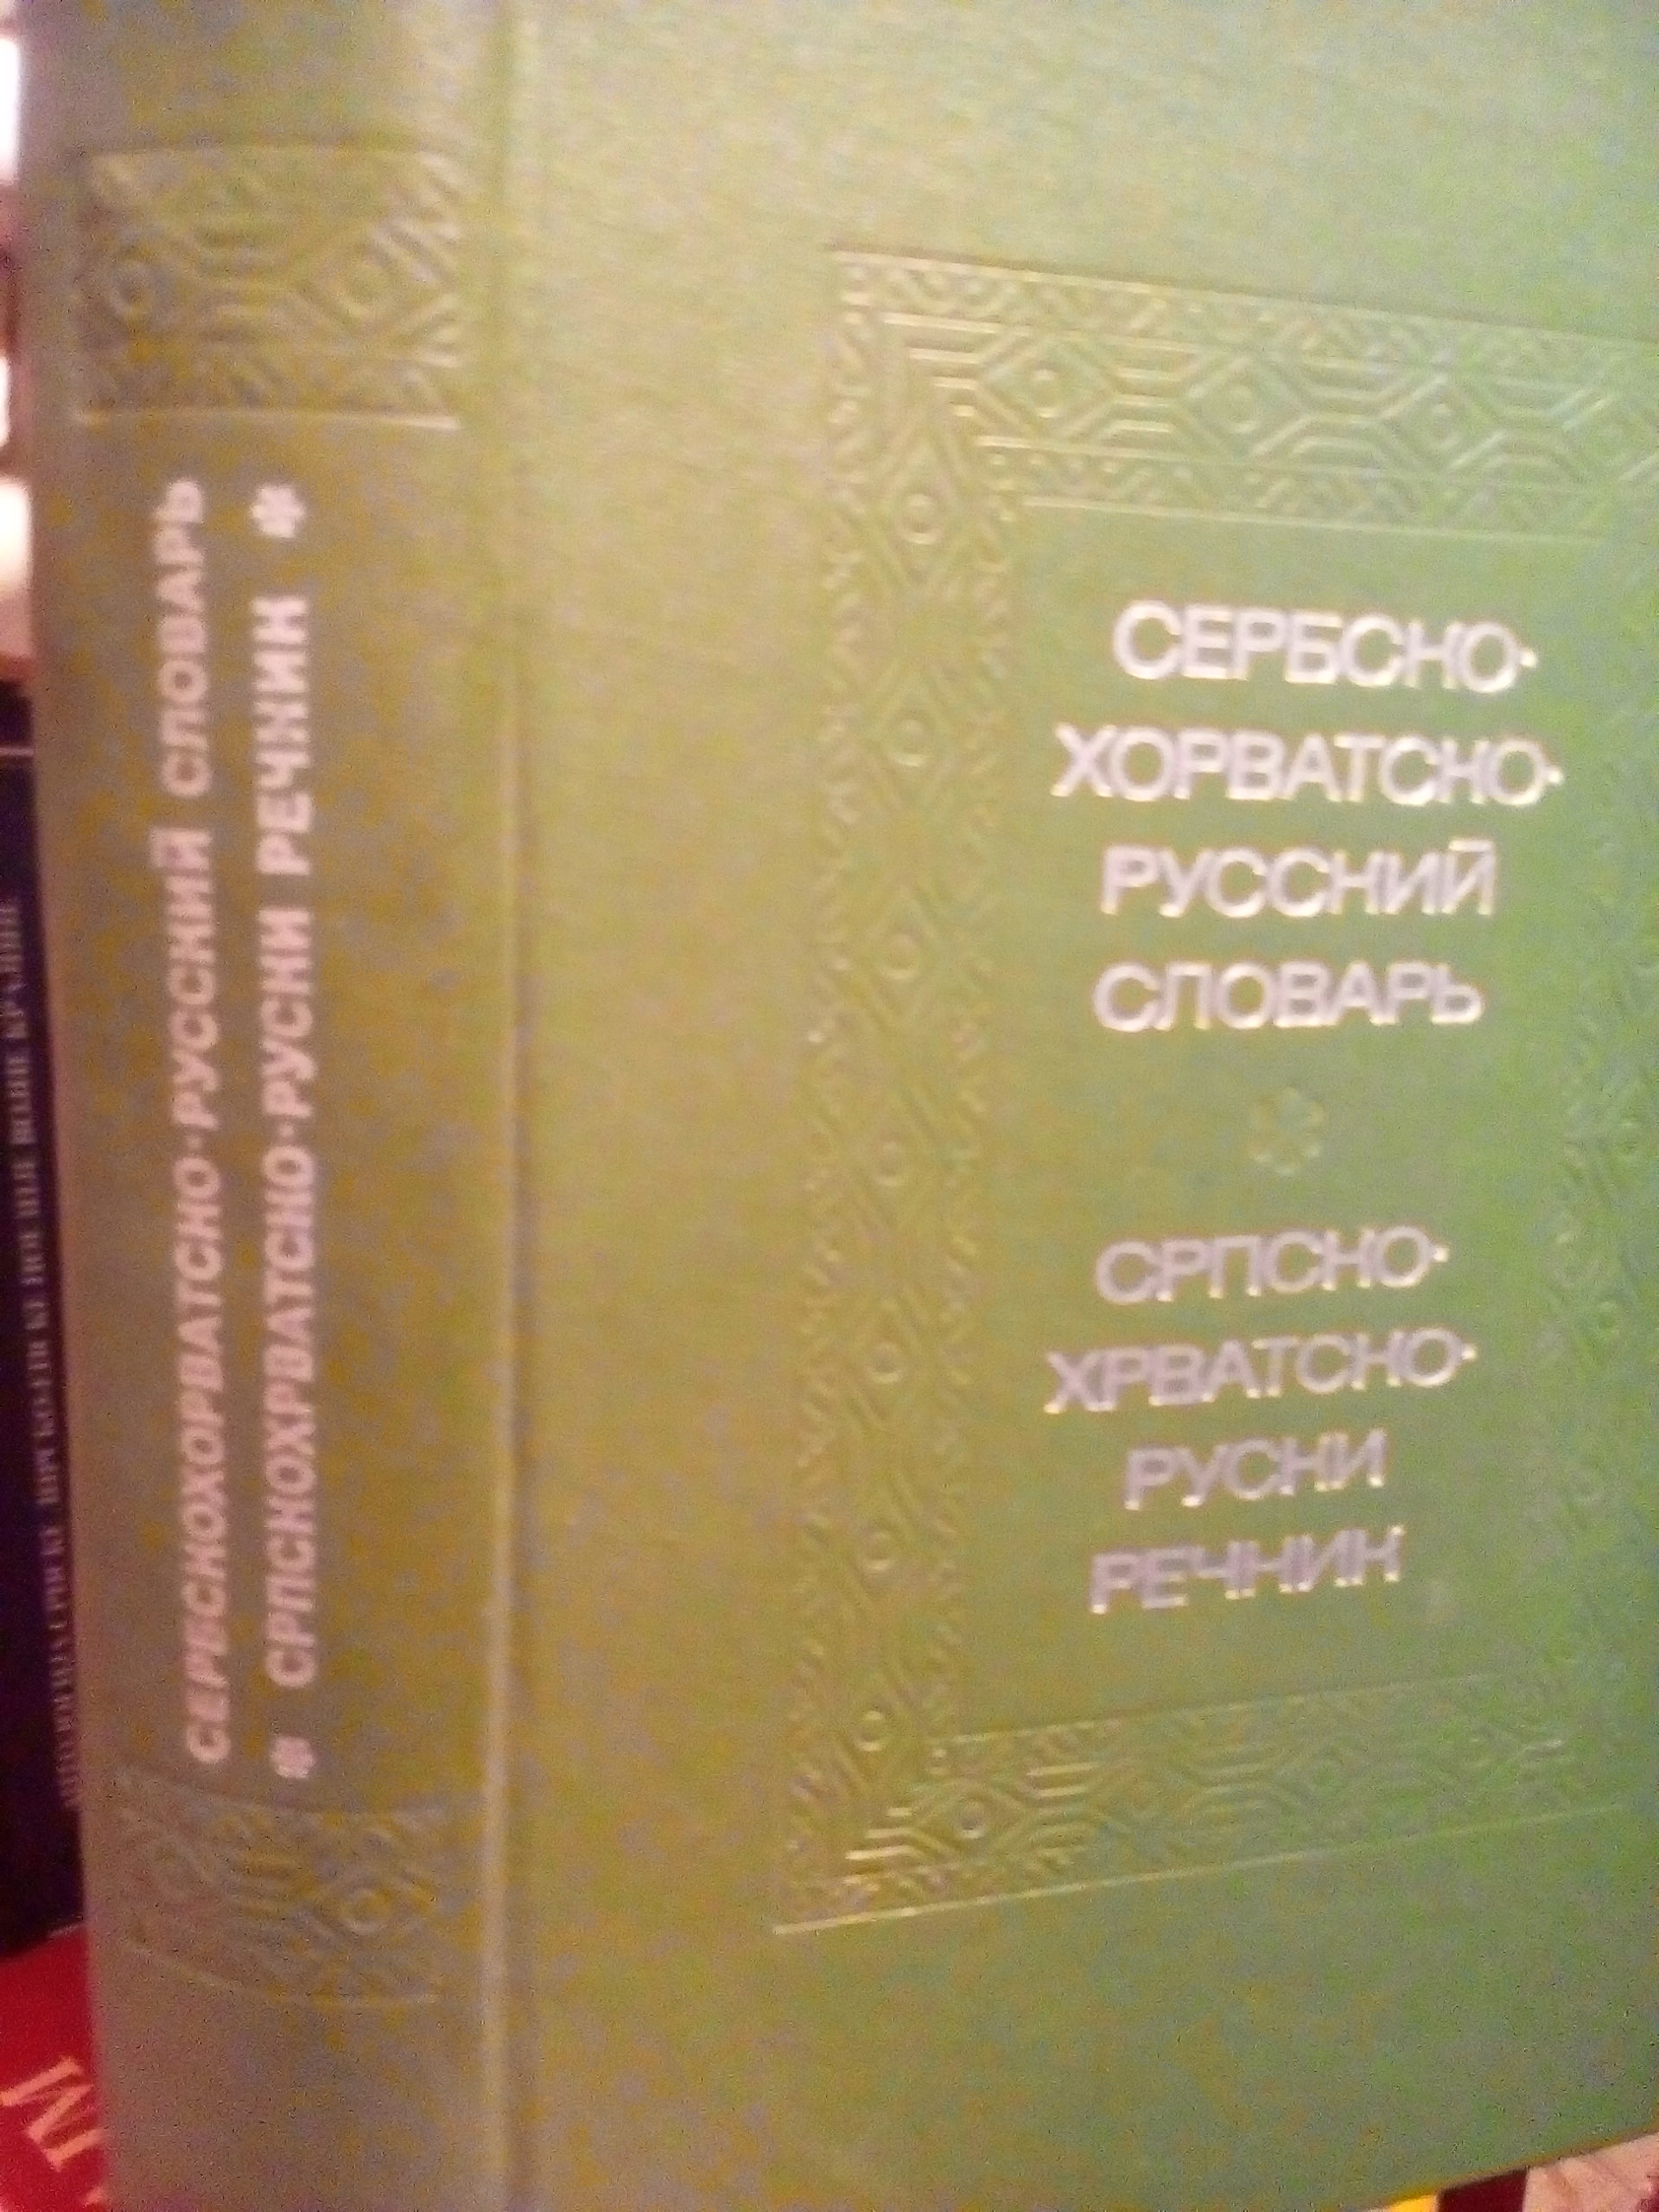 СЕРБСКОХОРВАТСКО-РУССКИЙ СЛОВАРЬ
* СРПСКОХРВАТСКО-РУСКИ РЕЧНИК *
СЕРБСКО-
ХОРВАТСКО-
РУССКИЙ
СЛОВАРЬ
СРПСКО-
ХРВАТСКО-
РУСКИ
РЕЧНИК